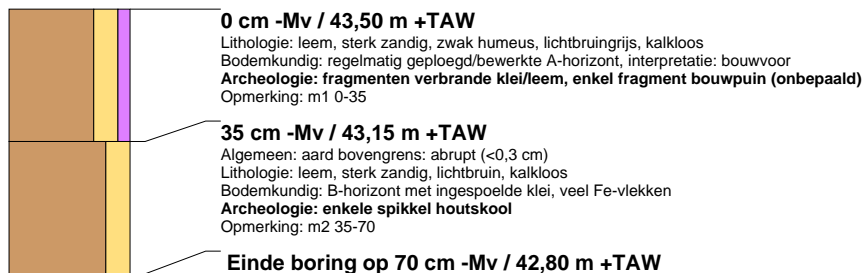 0 cm -Mv / 43,50 m +TAW
Lithologie: leem, sterk zandig, zwak humeus, lichtbruingrijs, kalkloos
Bodemkundig: regelmatig geploegd/bewerkte A-horizont, interpretatie: bouwvoor
Archeologie: fragmenten verbrande klei/leem, enkel fragment bouwpuin (onbepaald)
Opmerking: m1 0-35
35 cm -Mv / 43,15 m +TAW
Algemeen: aard bovengrens: abrupt (<0,3 cm)
Lithologie: leem, sterk zandig, lichtbruin, kalkloos
Bodemkundig: B-horizont met ingespoelde klei, veel Fe-vlekken
Archeologie: enkele spikkel houtskool
Opmerking: m2 35-70
Einde boring op 70 cm -Mv / 42,80 m +TAW